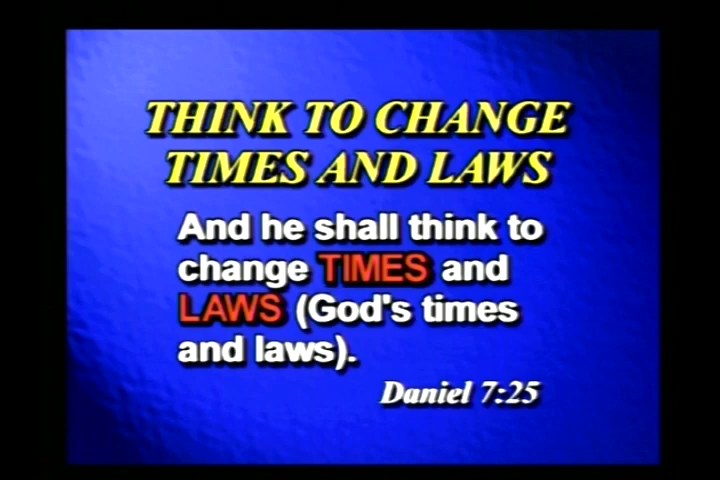 THINK TO CHANGE
TIMES AND LAWS
And he shall think to
change TIMES and
LAWS (God's times
and laws).
Daniel 7:25